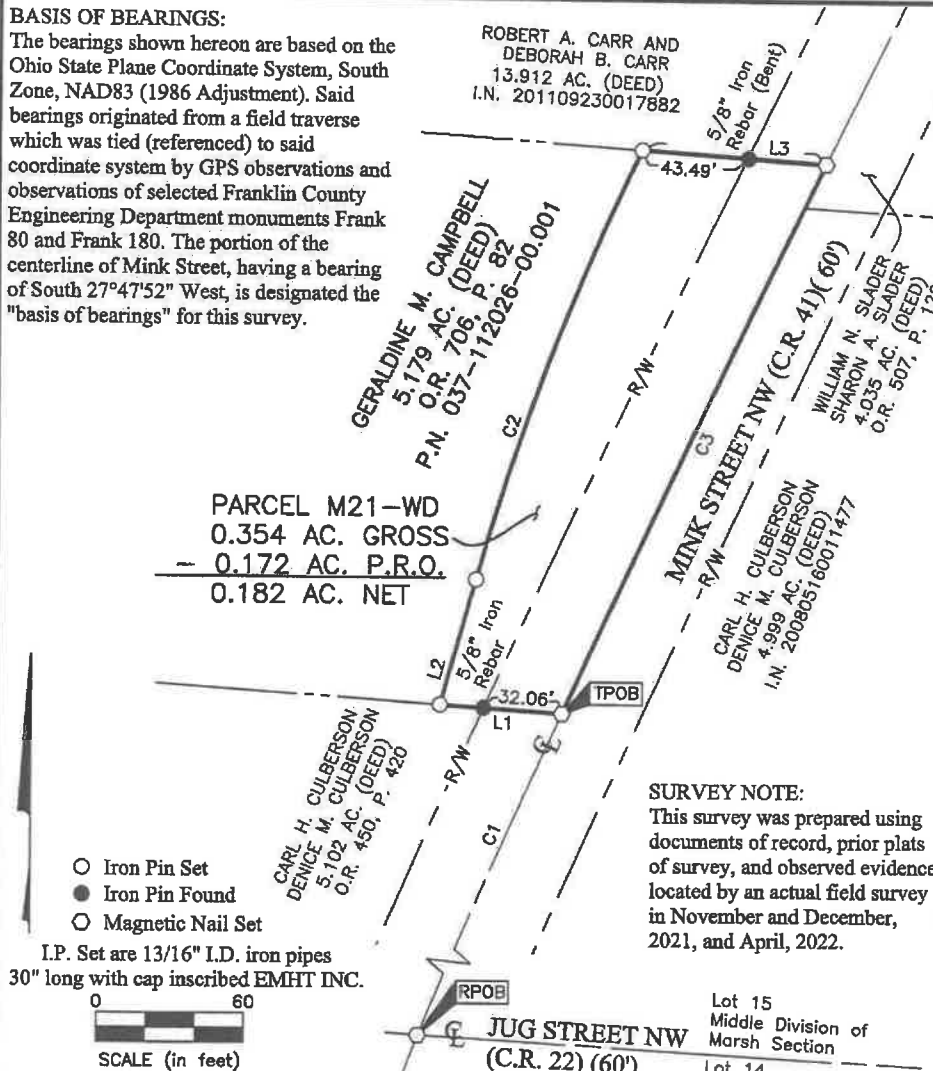 BASIS OF BEARINGS:
The bearings shown hereon are based on the
Ohio State Plane Coordinate System, South
Zone, NAD83 (1986 Adjustment). Said
bearings originated from a field traverse
which was tied (referenced) to said
coordinate system by GPS observations and
observations of selected Franklin County
Engineering Department monuments Frank
80 and Frank 180. The portion of the
centerline of Mink Street, having a bearing
of South 27°47'52" West, is designated the
"basis of bearings" for this survey.
ROBERT A. CARR AND
DEBORAH B. CARR
13.912 AC. (DEED)
I.N. 201109230017882
5/8" Iron
Rebar (Bent)
L3
43.49'
GERALDINE M. CAMPBELL
5.179 AC. (DEED)
O.R. 706, P. 82
P.N. 037-112026-00.001
R/W
C2
C3
MINK STREET NW (C.R. 41)(60')
R/W
WILLIAM N. SLADER
SHARON A. SLADER
4.035 AC. (DEED)
O.R. 507, P.
CARL H. CULBERSON
DENICE M. CULBERSON
4.999 AC. (DEED)
I.N. 200805160011477
PARCEL M21-WD
0.354 AC. GROSS
- 0.172 AC. P.R.O.
0.182 AC. NET
5/8" Iron
Rebar
L2
32.06'
L1
TPOB
CL
R/W
C1
CARL H. CULBERSON
DENICE M. CULBERSON
5.102 AC. (DEED)
O.R. 450, P. 420
SURVEY NOTE:
This survey was prepared using
documents of record, prior plats
of survey, and observed evidence
located by an actual field survey
in November and December,
2021, and April, 2022.
Iron Pin Set
Iron Pin Found
Magnetic Nail Set
I.P. Set are 13/16" I.D. iron pipes
30" long with cap inscribed EMHT INC.
0 60
SCALE (in feet)
RPOB
CL JUG STREET NW
(C.R. 22) (60')
Lot 15
Middle Division of
Marsh Section
Lot 14